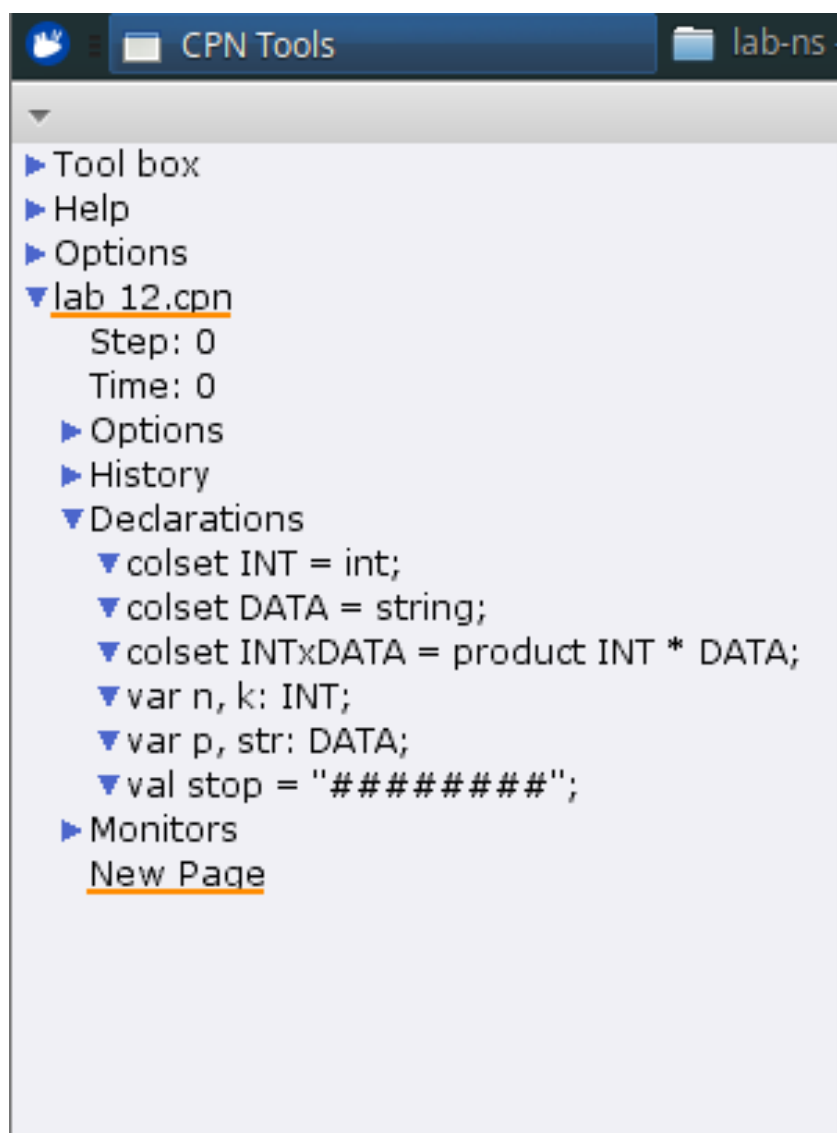 CPN Tools
lab-ns -
Tool box
Help
Options
lab 12.cpn
Step: 0
Time: 0
Options
History
Declarations
colset INT = int;
colset DATA = string;
colset INTxDATA = product INT * DATA;
var n, k: INT;
var p, str: DATA;
val stop = "########";
Monitors
New Page